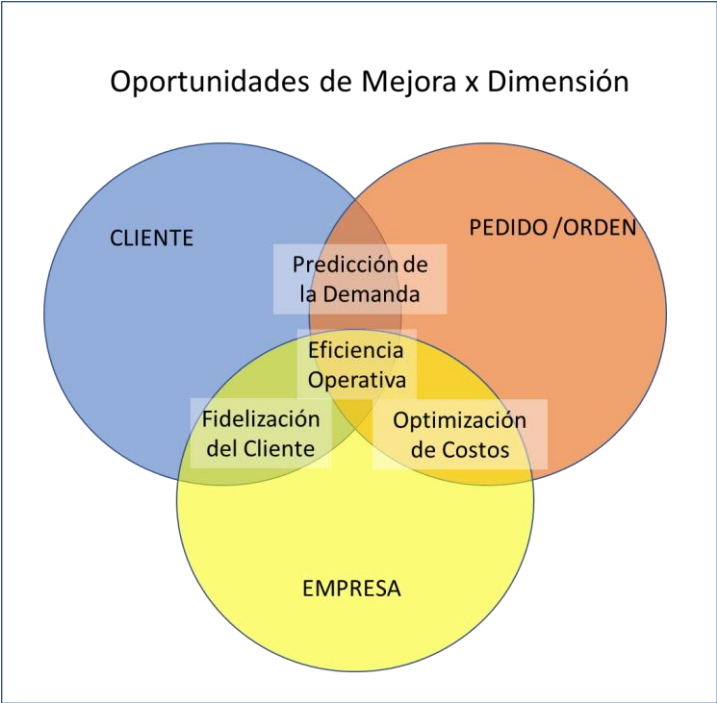 Oportunidades de Mejora x Dimensión
CLIENTE
PEDIDO /ORDEN
Predicción de
la Demanda
Eficiencia
Operativa
Fidelización
del Cliente
Optimización
de Costos
EMPRESA